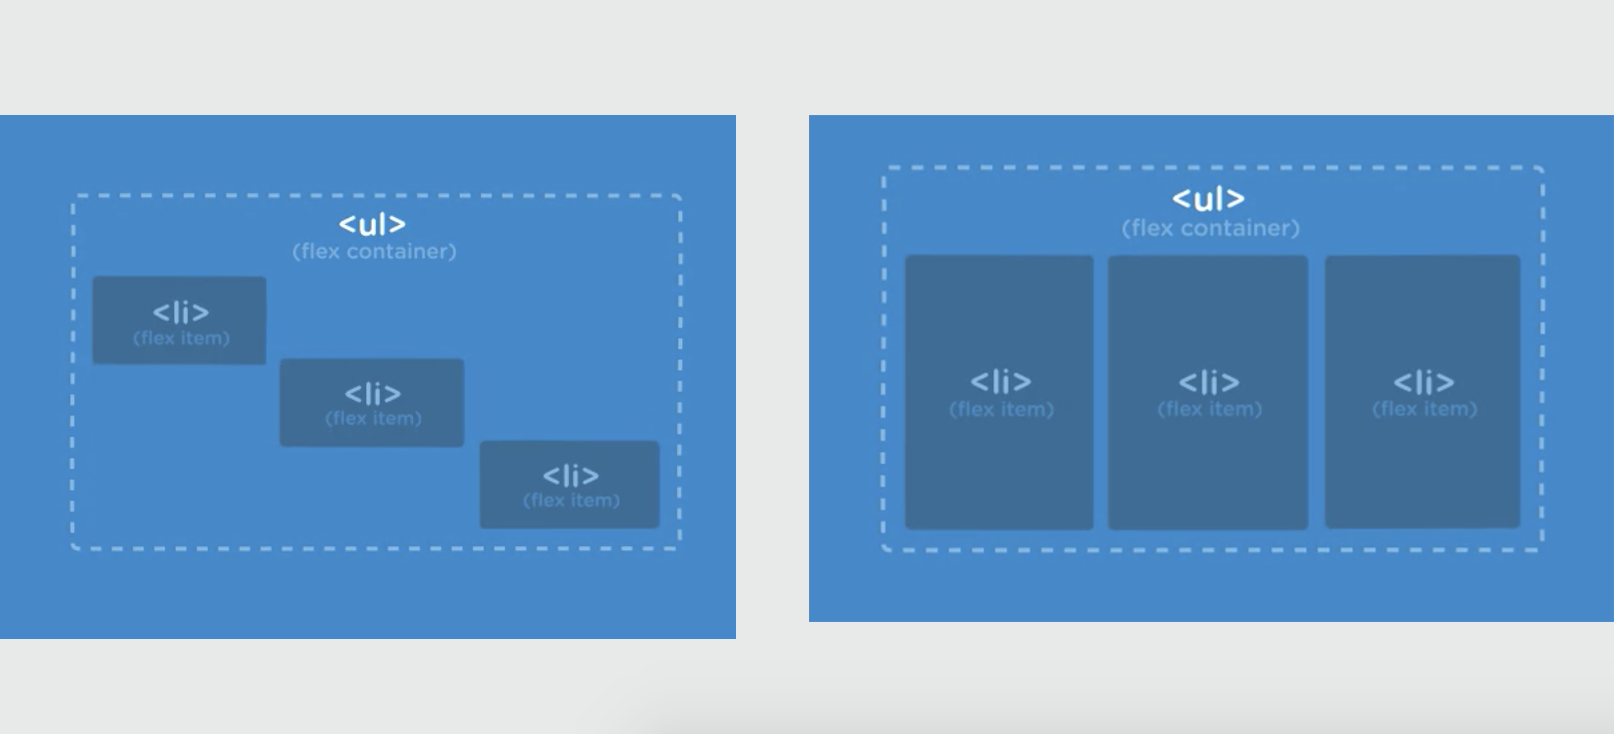 <ul>
(flex container)
<li>
(flex item)
<li>
(flex item)
<li>
(flex item)
<ul>
(flex container)
<li>
(flex item)
<li>
(flex item)
<li>
(flex item)